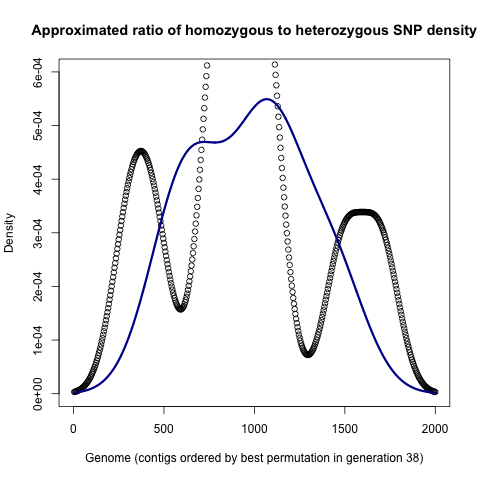 Approximated ratio of homozygous to heterozygous SNP density
6e-04
5e-04
4e-04
3e-04
2e-04
1e-04
0e+00
Density
0 500 1000 1500 2000
Genome (contigs ordered by best permutation in generation 38)